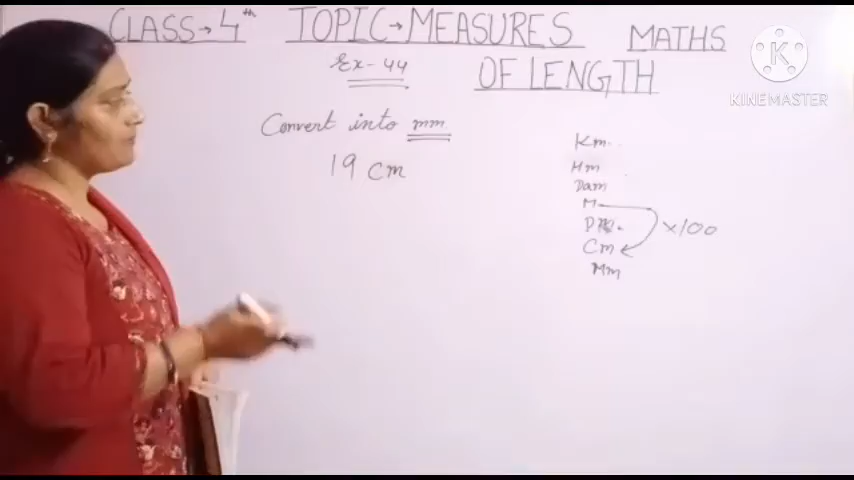 CLASS → 4th TOPIC → MEASURES MATHS
Ex - 44 OF LENGTH
KINEMASTER
Convert into mm
19 cm
Km
Hm
Dam
M
×100
Cm
Mm